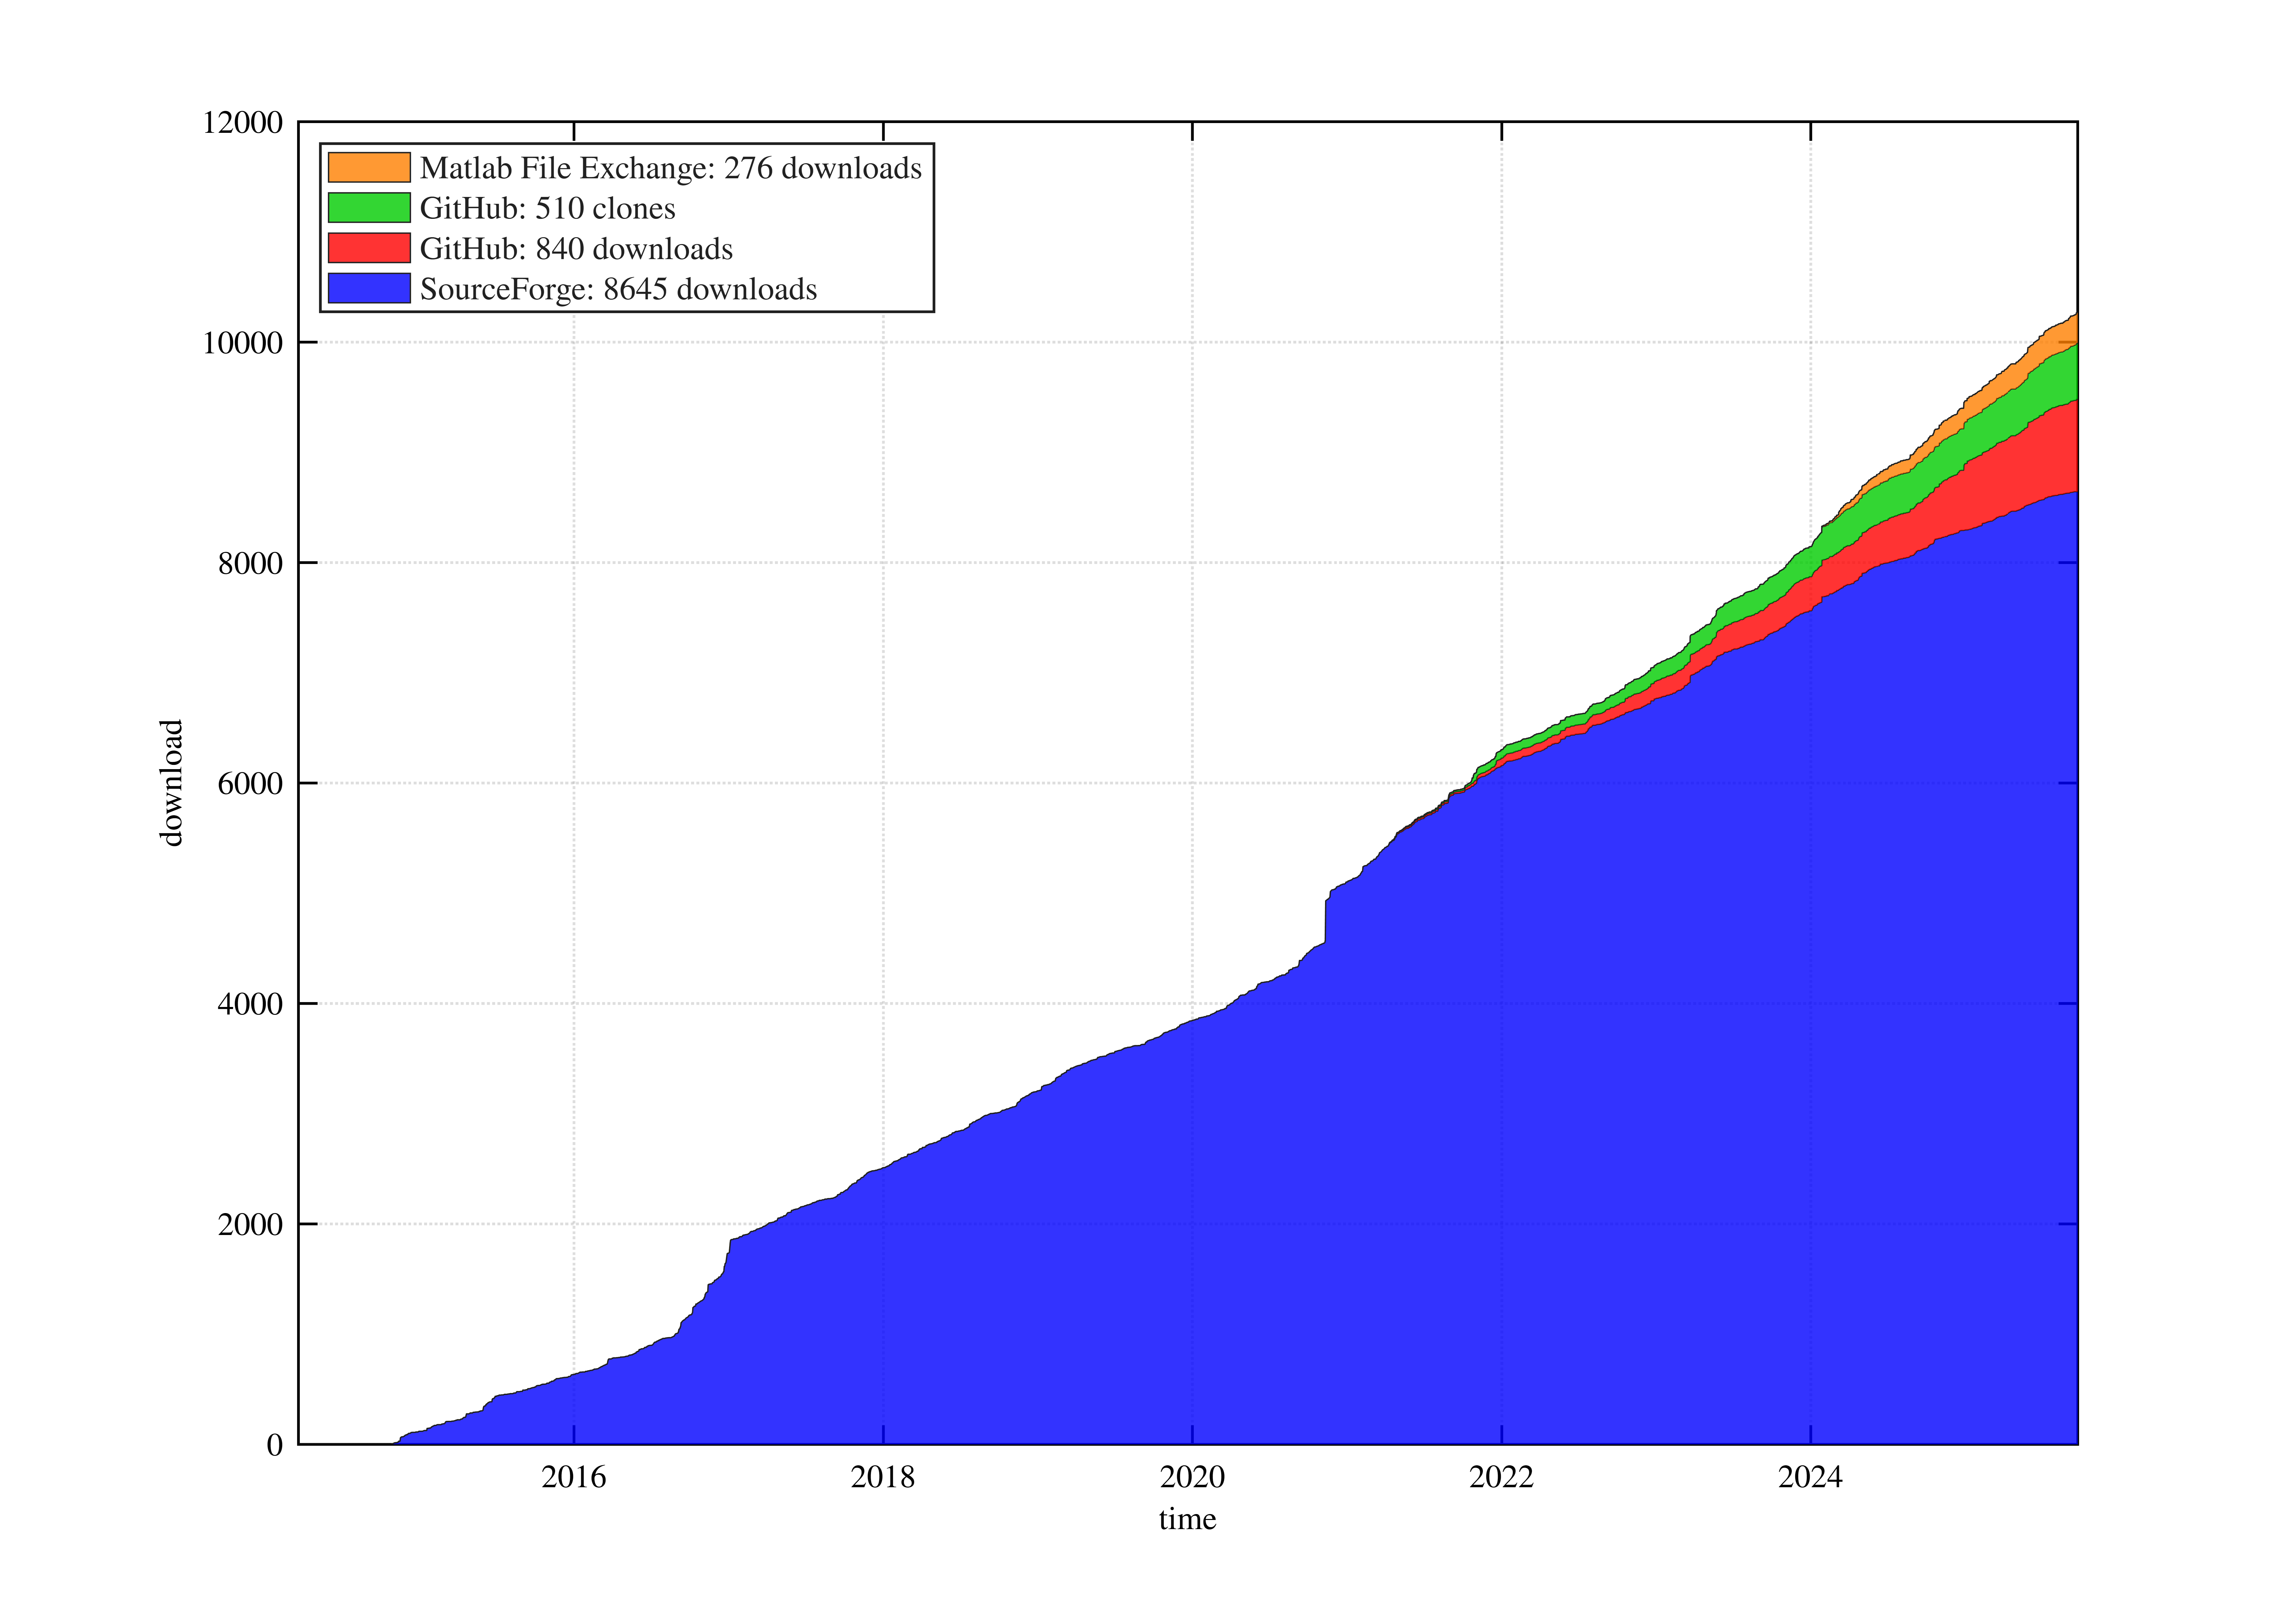 12000
10000
8000
6000
4000
2000
0
download
Matlab File Exchange: 276 downloads
GitHub: 510 clones
GitHub: 840 downloads
SourceForge: 8645 downloads
2016 2018 2020 2022 2024
time